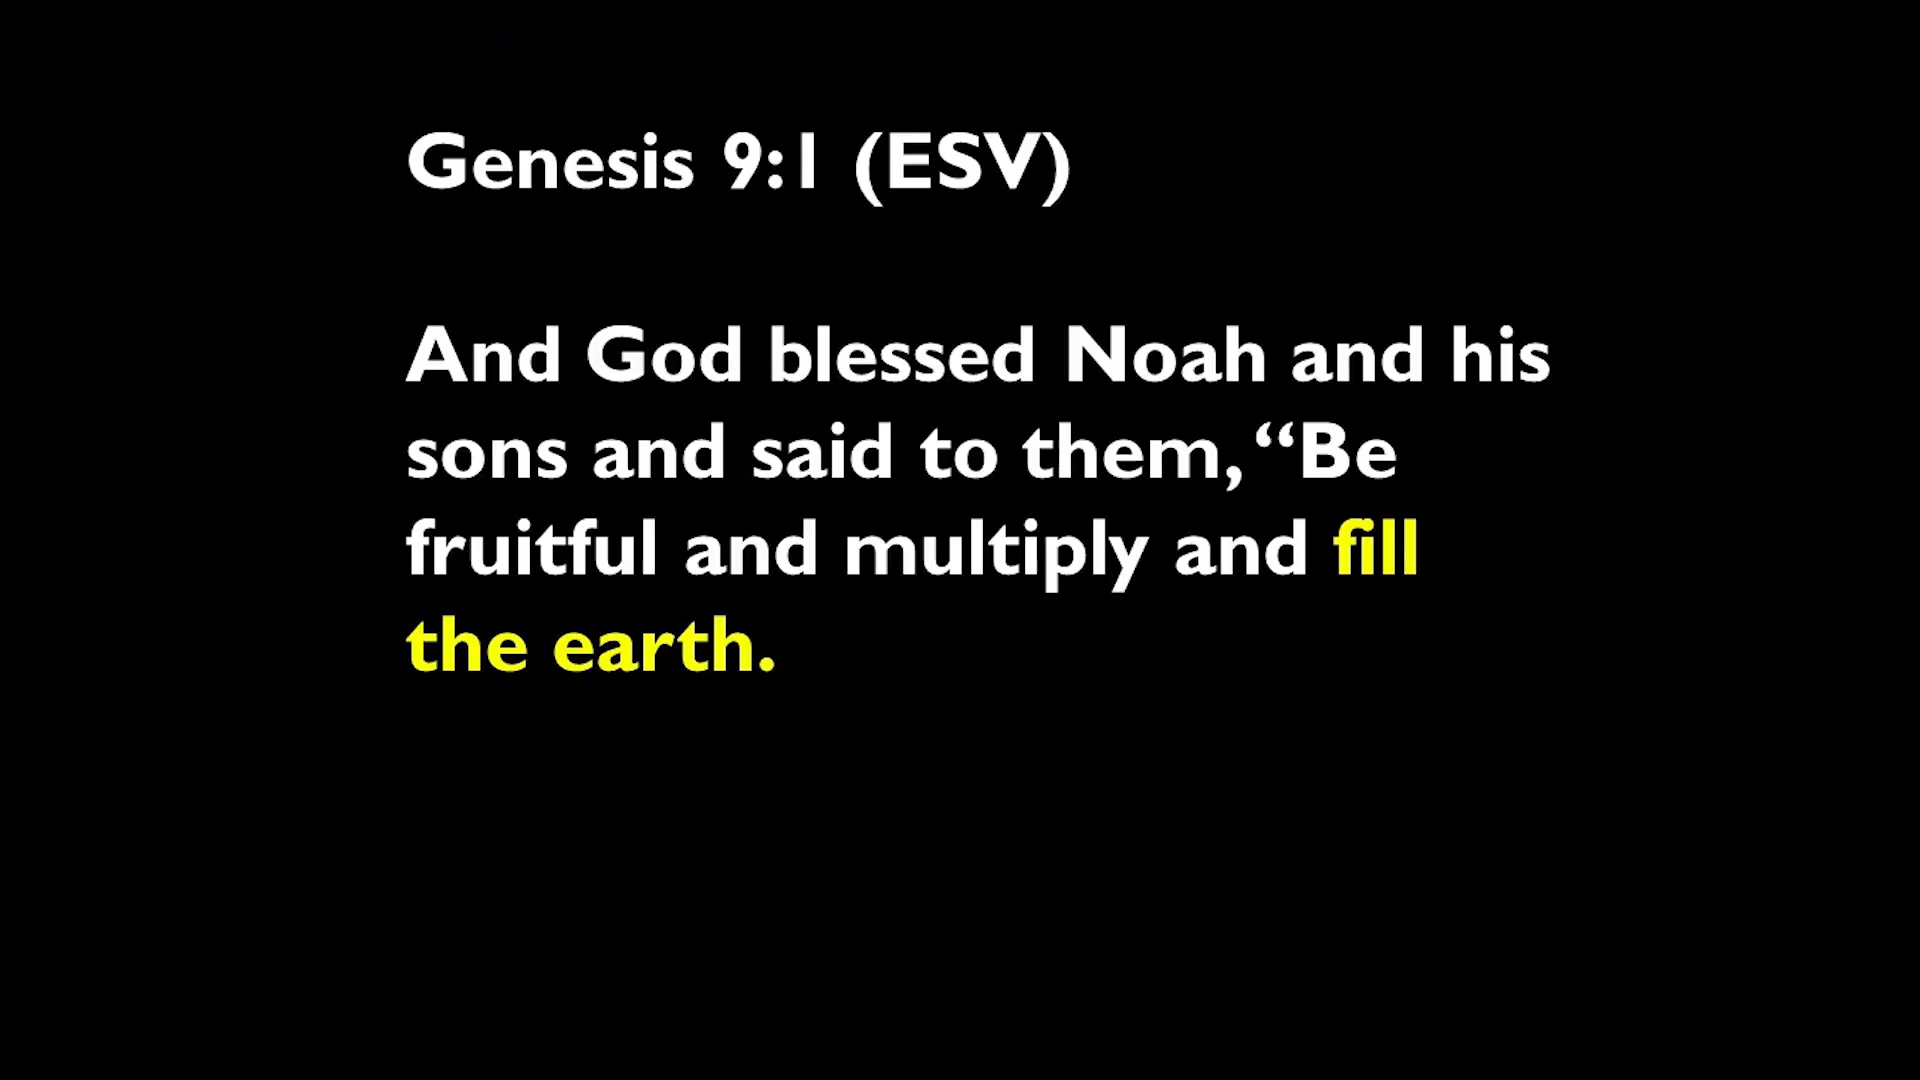 Genesis 9:1 (ESV)
And God blessed Noah and his
sons and said to them, “Be
fruitful and multiply and fill
the earth.